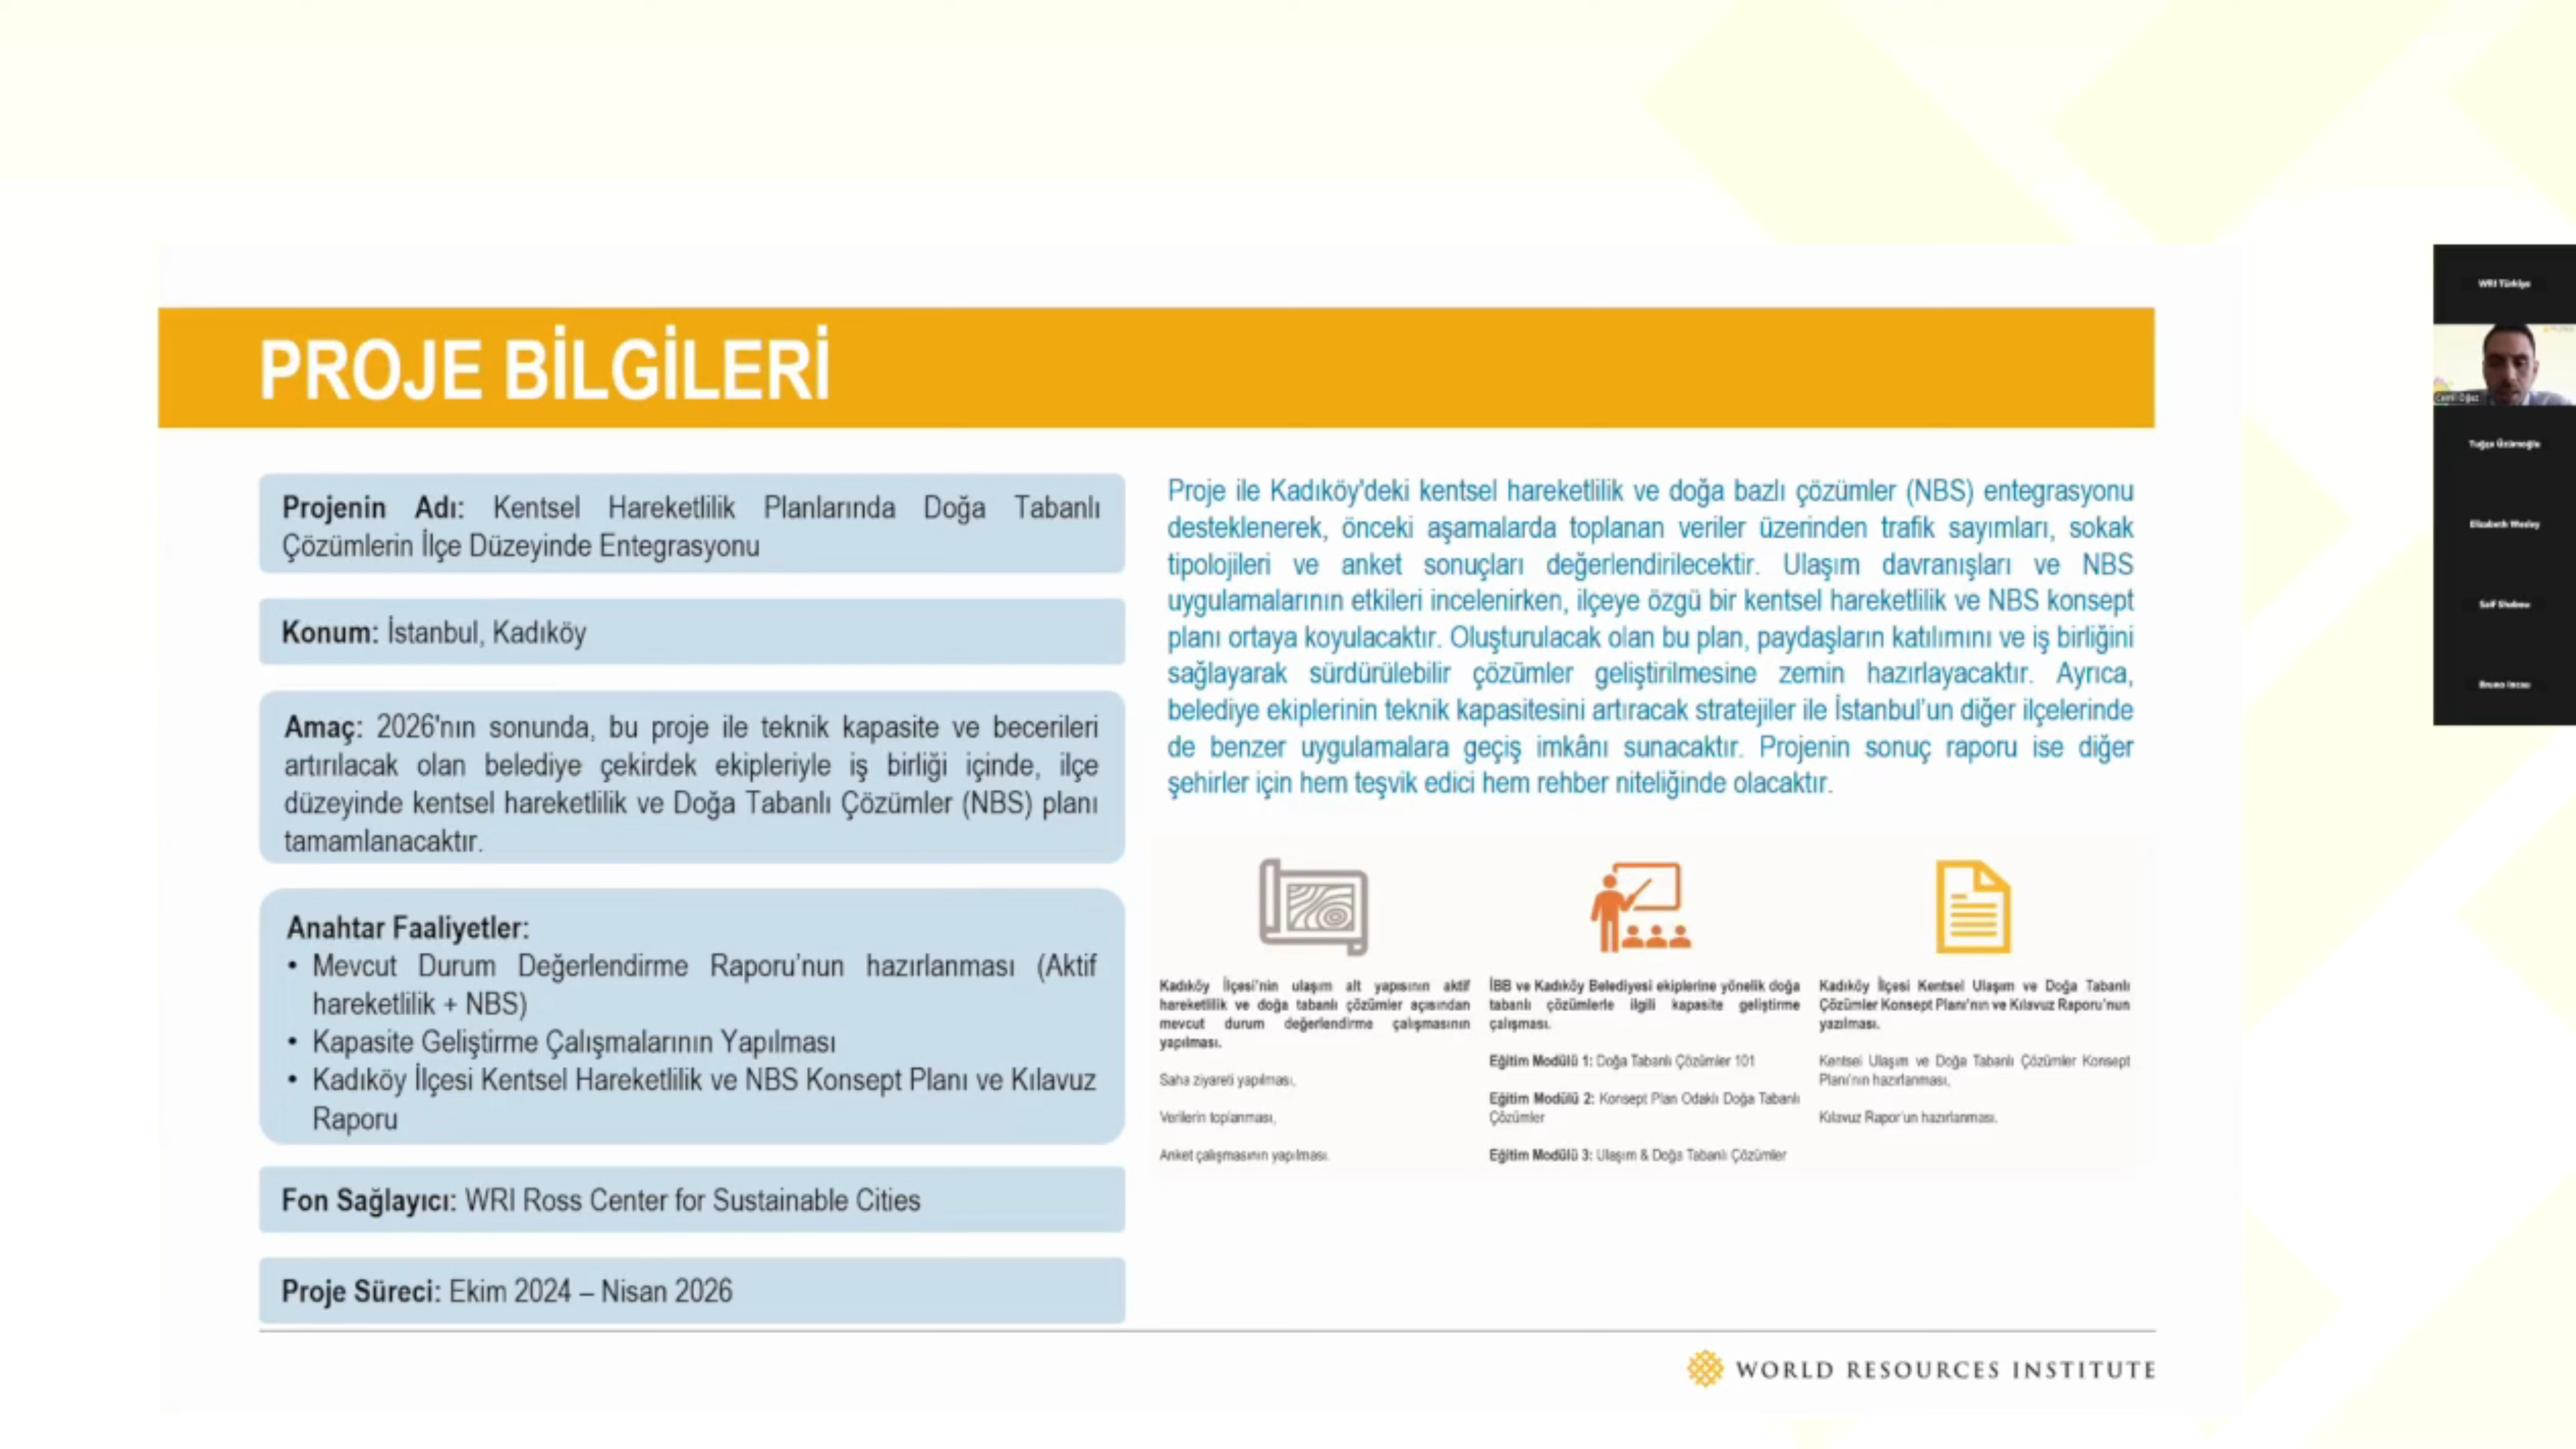 PROJE BİLGİLERİ
Projenin Adı: Kentsel Hareketlilik Planlarında Doğa Tabanlı
Çözümlerin İlçe Düzeyinde Entegrasyonu
Konum: İstanbul, Kadıköy
Amaç: 2026'nın sonunda, bu proje ile teknik kapasite ve becerileri
artırılacak olan belediye çekirdek ekipleriyle iş birliği içinde, ilçe
düzeyinde kentsel hareketlilik ve Doğa Tabanlı Çözümler (NBS) planı
tamamlanacaktır.
Anahtar Faaliyetler:
• Mevcut Durum Değerlendirme Raporu'nun hazırlanması (Aktif
hareketlilik + NBS)
• Kapasite Geliştirme Çalışmalarının Yapılması
• Kadıköy İlçesi Kentsel Hareketlilik ve NBS Konsept Planı ve Kılavuz
Raporu
Fon Sağlayıcı: WRI Ross Center for Sustainable Cities
Proje Süreci: Ekim 2024 – Nisan 2026
Proje ile Kadıköy'deki kentsel hareketlilik ve doğa bazlı çözümler (NBS) entegrasyonu
desteklenerek, önceki aşamalarda toplanan veriler üzerinden trafik sayımları, sokak
tipolojileri ve anket sonuçları değerlendirilecektir. Ulaşım davranışları ve NBS
uygulamalarının etkileri incelenirken, ilçeye özgü bir kentsel hareketlilik ve NBS konsept
planı ortaya koyulacaktır. Oluşturulacak olan bu plan, paydaşların katılımını ve iş birliğini
sağlayarak sürdürülebilir çözümler geliştirilmesine zemin hazırlayacaktır. Ayrıca,
belediye ekiplerinin teknik kapasitesini artıracak stratejiler ile İstanbul'un diğer ilçelerinde
de benzer uygulamalara geçiş imkânı sunacaktır. Projenin sonuç raporu ise diğer
şehirler için hem teşvik edici hem rehber niteliğinde olacaktır.
Kadıköy İlçesi'nin ulaşım alt yapısının aktif
hareketlilik ve doğa tabanlı çözümler açısından
mevcut durum değerlendirme çalışmasının
yapılması.
Saha ziyareti yapılması,
Verilerin toplanması,
Anket çalışmasının yapılması.
İBB ve Kadıköy Belediyesi ekiplerine yönelik doğa
tabanlı çözümlerle ilgili kapasite geliştirme
çalışması.
Eğitim Modülü 1: Doğa Tabanlı Çözümler 101
Eğitim Modülü 2: Konsept Plan Odaklı Doğa Tabanlı
Çözümler
Eğitim Modülü 3: Ulaşım & Doğa Tabanlı Çözümler
Kadıköy İlçesi Kentsel Ulaşım ve Doğa Tabanlı
Çözümler Konsept Planı'nın ve Kılavuz Raporu'nun
yazılması.
Kentsel Ulaşım ve Doğa Tabanlı Çözümler Konsept
Planı'nın hazırlanması,
Kılavuz Rapor'un hazırlanması.
WORLD RESOURCES INSTITUTE
WRI Türkiye
Cemil Oğuz
Tuğçe Üzümoğlu
Elizabeth Wesley
Bruno Incau